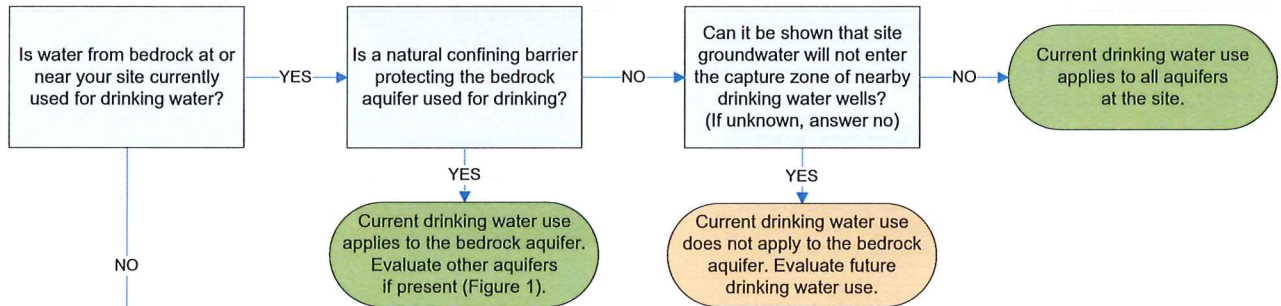 Is water from bedrock at or
near your site currently
used for drinking water?
YES
Is a natural confining barrier
protecting the bedrock
aquifer used for drinking?
NO
Can it be shown that site
groundwater will not enter
the capture zone of nearby
drinking water wells?
(If unknown, answer no)
NO
Current drinking water use
applies to all aquifers
at the site.
NO
YES
Current drinking water use
applies to the bedrock aquifer.
Evaluate other aquifers
if present (Figure 1).
YES
Current drinking water use
does not apply to the bedrock
aquifer. Evaluate future
drinking water use.